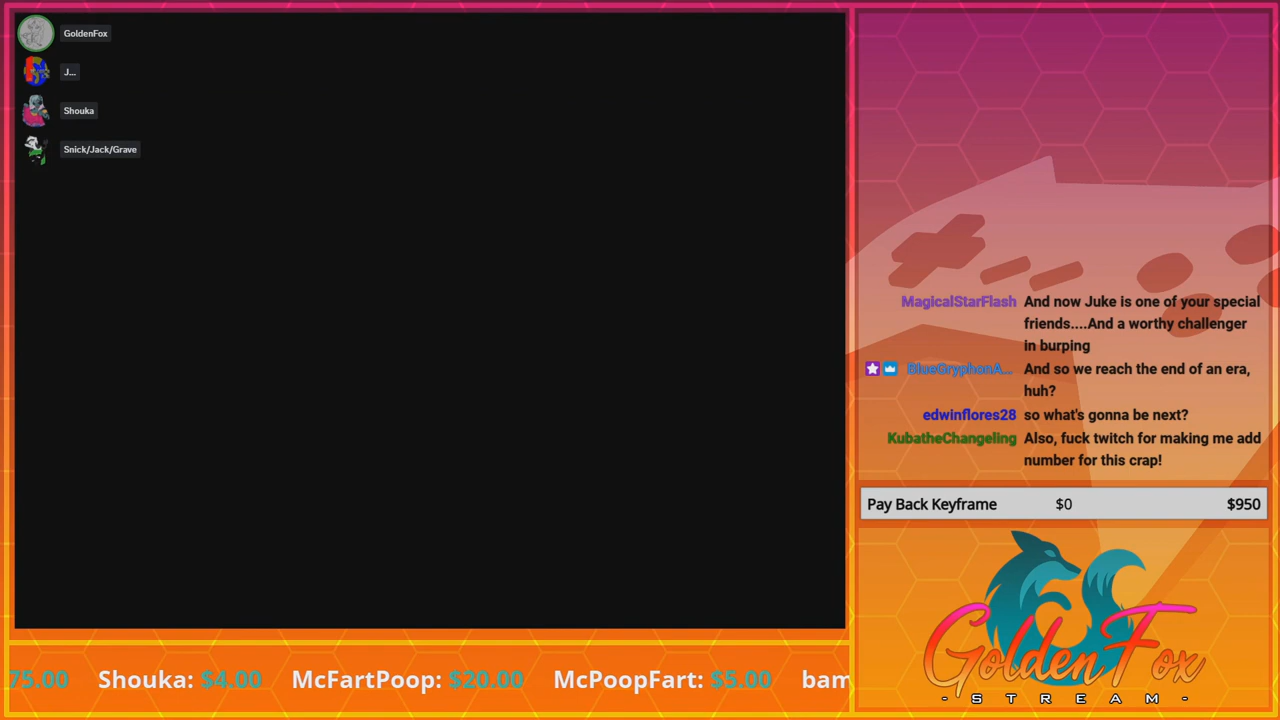 GoldenFox
J...
Shouka
Snick/Jack/Grave
MagicalStarFlash And now Juke is one of your special
friends....And a worthy challenger
in burping
BlueGryphonA... And so we reach the end of an era,
huh?
edwinflores28 so what's gonna be next?
KubatheChangeling Also, fuck twitch for making me add
number for this crap!
Pay Back Keyframe $0 $950
GoldenFox
- S T R E A M -
75.00 Shouka: $4.00 McFartPoop: $20.00 McPoopFart: $5.00 bam